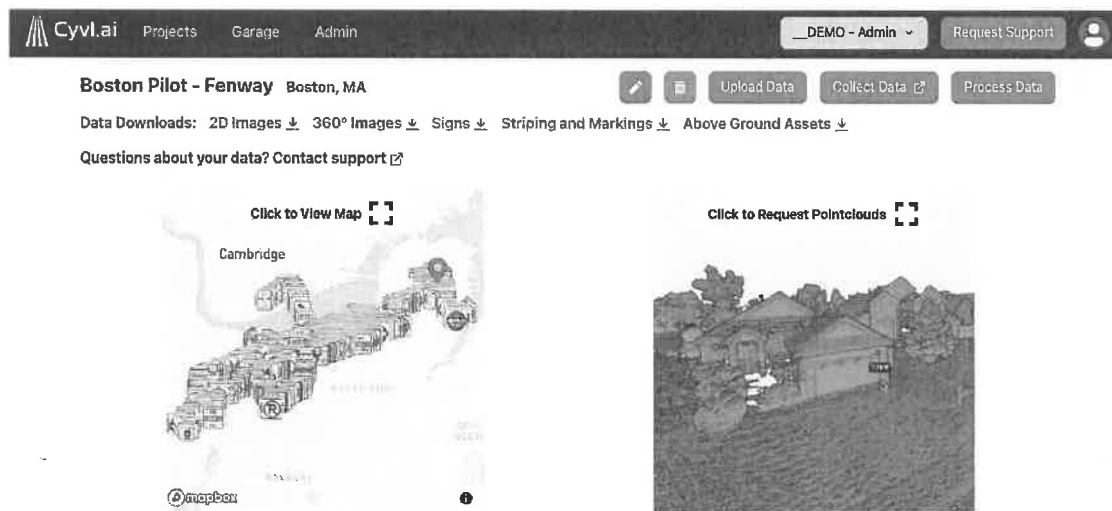 Cyvl.ai Projects Garage Admin __DEMO - Admin Request Support
Boston Pilot - Fenway Boston, MA Upload Data Collect Data Process Data
Data Downloads: 2D Images 360° Images Signs Striping and Markings Above Ground Assets
Questions about your data? Contact support
Click to View Map
Click to Request Pointclouds
Cambridge
R
mapbox